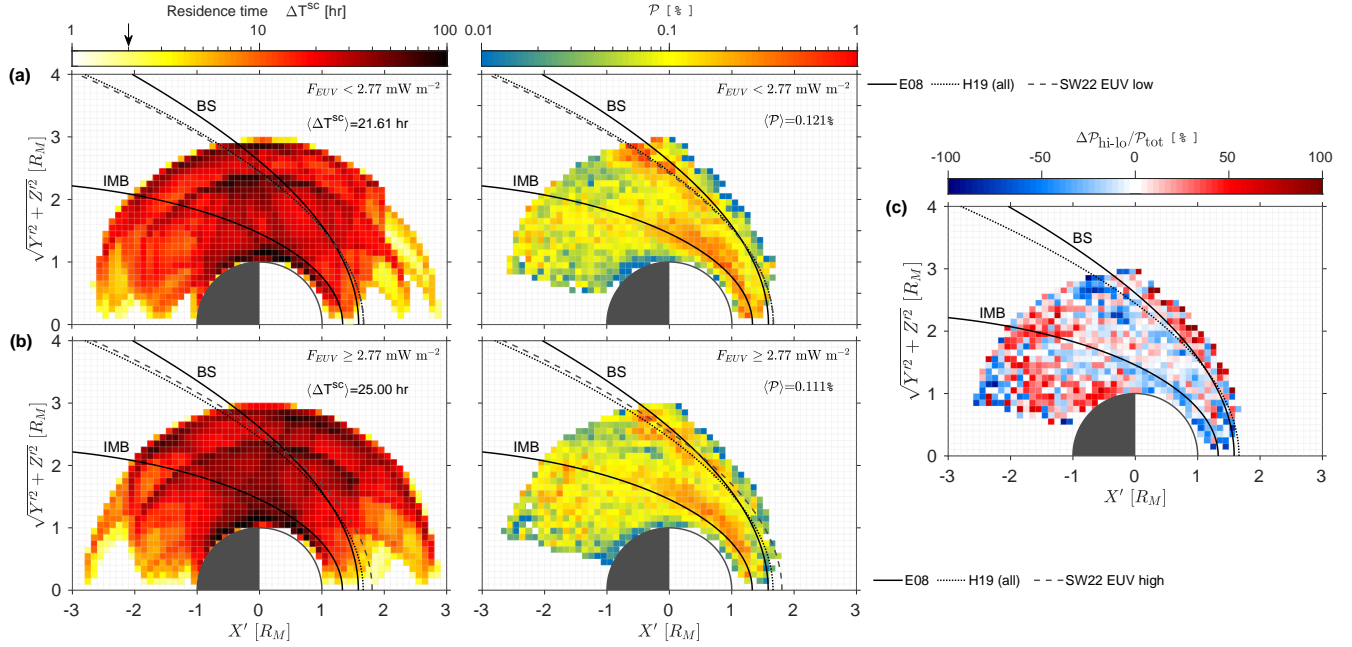 Residence time ΔT^sc [hr]
1 10 100
𝒫 [ % ]
0.01 0.1 1
(a)
F_EUV < 2.77 mW m⁻²
⟨ΔT^sc⟩=21.61 hr
BS
IMB
√(Y′² + Z′²) [R_M]
4
3
2
1
0
F_EUV < 2.77 mW m⁻²
⟨𝒫⟩=0.121%
BS
IMB
E08 H19 (all) SW22 EUV low
(b)
F_EUV ≥ 2.77 mW m⁻²
⟨ΔT^sc⟩=25.00 hr
BS
IMB
√(Y′² + Z′²) [R_M]
4
3
2
1
0
-3 -2 -1 0 1 2 3
X′ [R_M]
F_EUV ≥ 2.77 mW m⁻²
⟨𝒫⟩=0.111%
BS
IMB
-3 -2 -1 0 1 2 3
X′ [R_M]
Δ𝒫_hi-lo/𝒫_tot [ % ]
-100 -50 0 50 100
(c)
BS
IMB
√(Y′² + Z′²) [R_M]
4
3
2
1
0
-3 -2 -1 0 1 2 3
X′ [R_M]
E08 H19 (all) SW22 EUV high